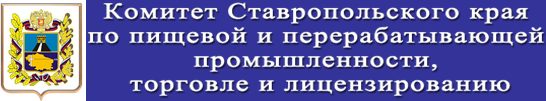 Комитет Ставропольского края
по пищевой и перерабатывающей
промышленности,
торговле и лицензированию